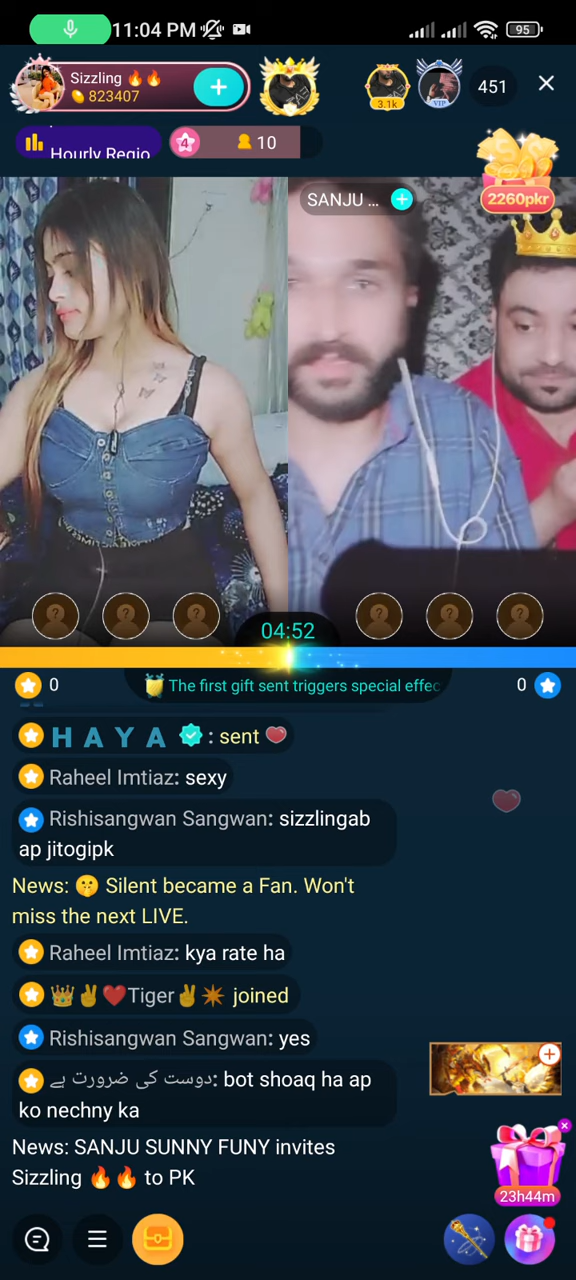 11:04 PM
95
Sizzling 🔥🔥
823407
3.1k
VIP
451
Hourly Regio
4
10
2260pkr
SANJU ...
? ? ? ? ? ?
04:52
0
The first gift sent triggers special effec
0
H A Y A : sent ❤
Raheel Imtiaz: sexy
Rishisangwan Sangwan: sizzlingab
ap jitogipk
News: 🤫 Silent became a Fan. Won't
miss the next LIVE.
Raheel Imtiaz: kya rate ha
👑✌❤Tiger✌✴ joined
Rishisangwan Sangwan: yes
دوست کی ضرورت ہے: bot shoaq ha ap
ko nechny ka
News: SANJU SUNNY FUNY invites
Sizzling 🔥🔥 to PK
23h44m